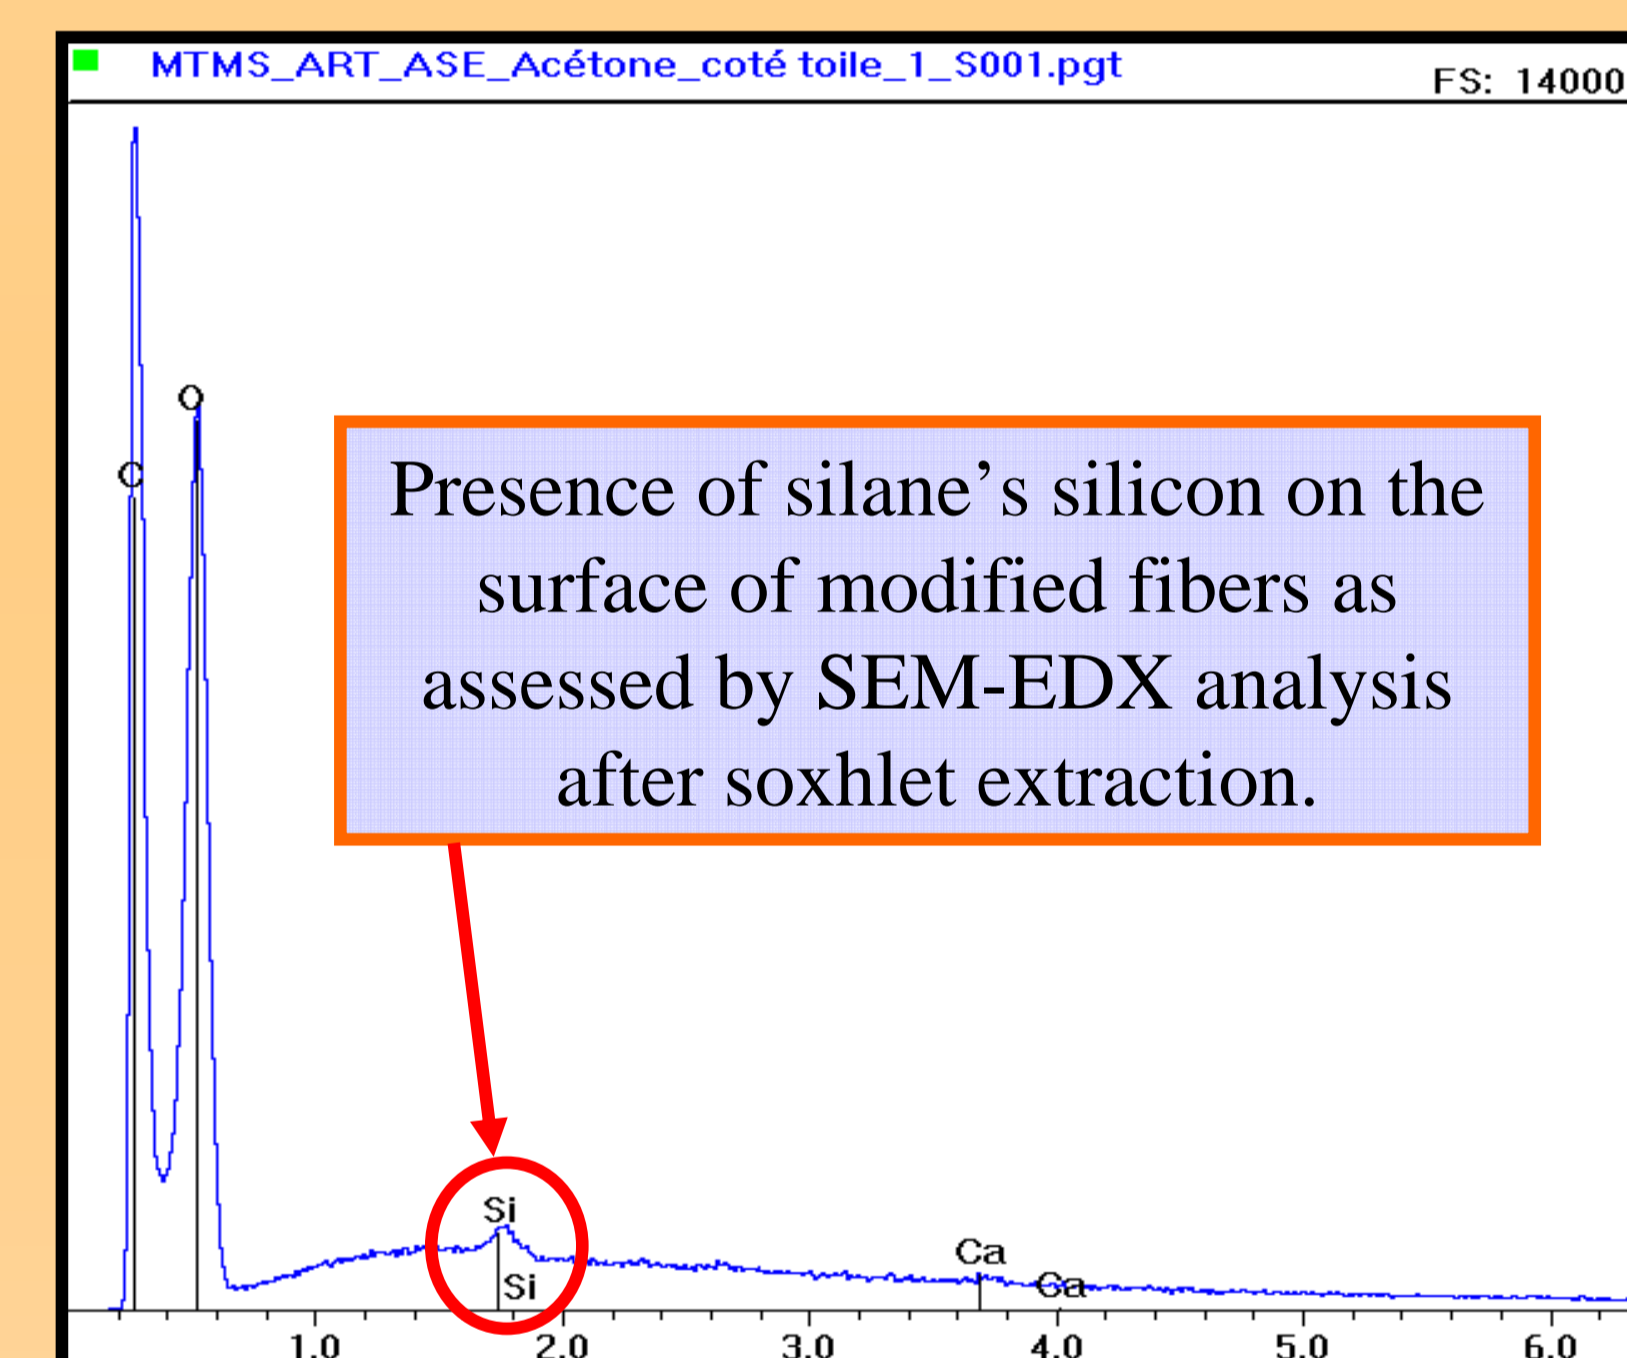 MTMS_ART_ASE_Acétone_coté toile_1_S001.pgt
FS: 14000
O
C
Presence of silane’s silicon on the
surface of modified fibers as
assessed by SEM-EDX analysis
after soxhlet extraction.
Si
Si
Ca
Ca
1.0 2.0 3.0 4.0 5.0 6.0